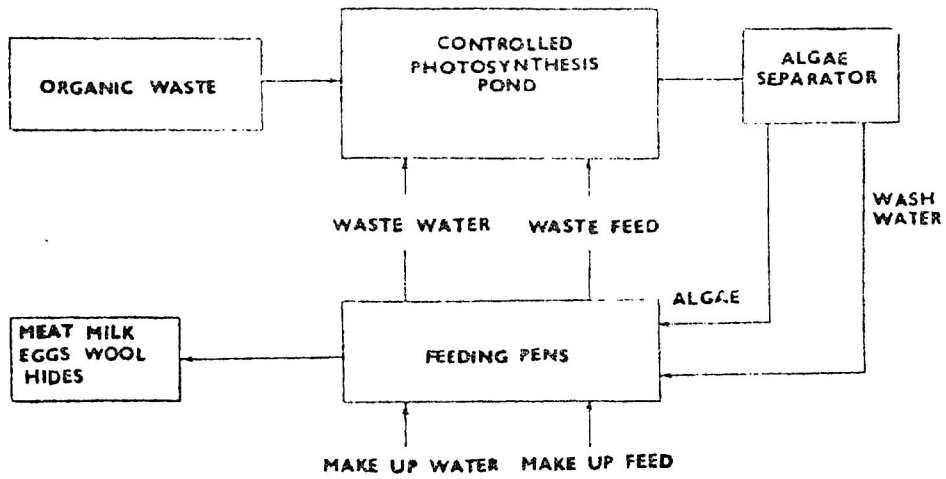 ORGANIC WASTE
CONTROLLED
PHOTOSYNTHESIS
POND
ALGAE
SEPARATOR
WASTE WATER
WASTE FEED
WASH
WATER
ALGAE
MEAT MILK
EGGS WOOL
HIDES
FEEDING PENS
MAKE UP WATER
MAKE UP FEED